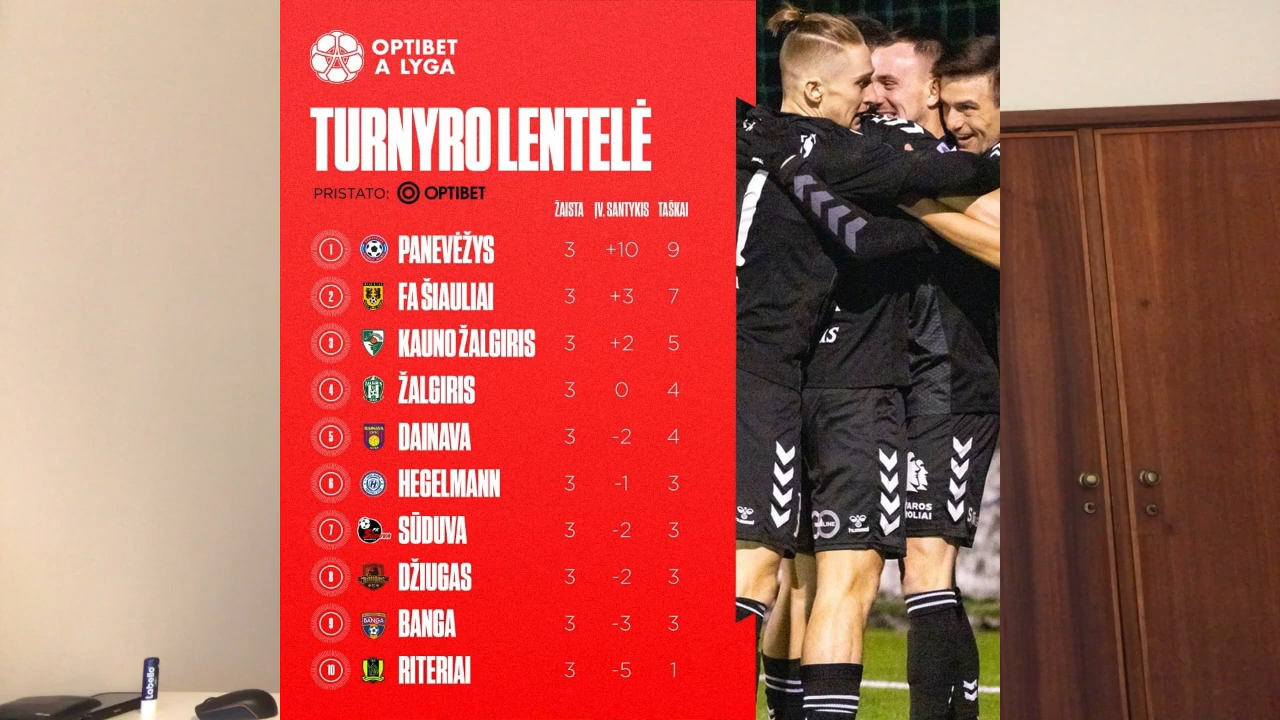 OPTIBET
A LYGA
TURNYRO LENTELĖ
PRISTATO: OPTIBET
ŽAISTA ĮV. SANTYKIS TAŠKAI
1 PANEVĖŽYS 3 +10 9
2 FA ŠIAULIAI 3 +3 7
3 KAUNO ŽALGIRIS 3 +2 5
4 ŽALGIRIS 3 0 4
5 DAINAVA 3 -2 4
6 HEGELMANN 3 -1 3
7 SŪDUVA 3 -2 3
8 DŽIUGAS 3 -2 3
9 BANGA 3 -3 3
10 RITERIAI 3 -5 1
Labello